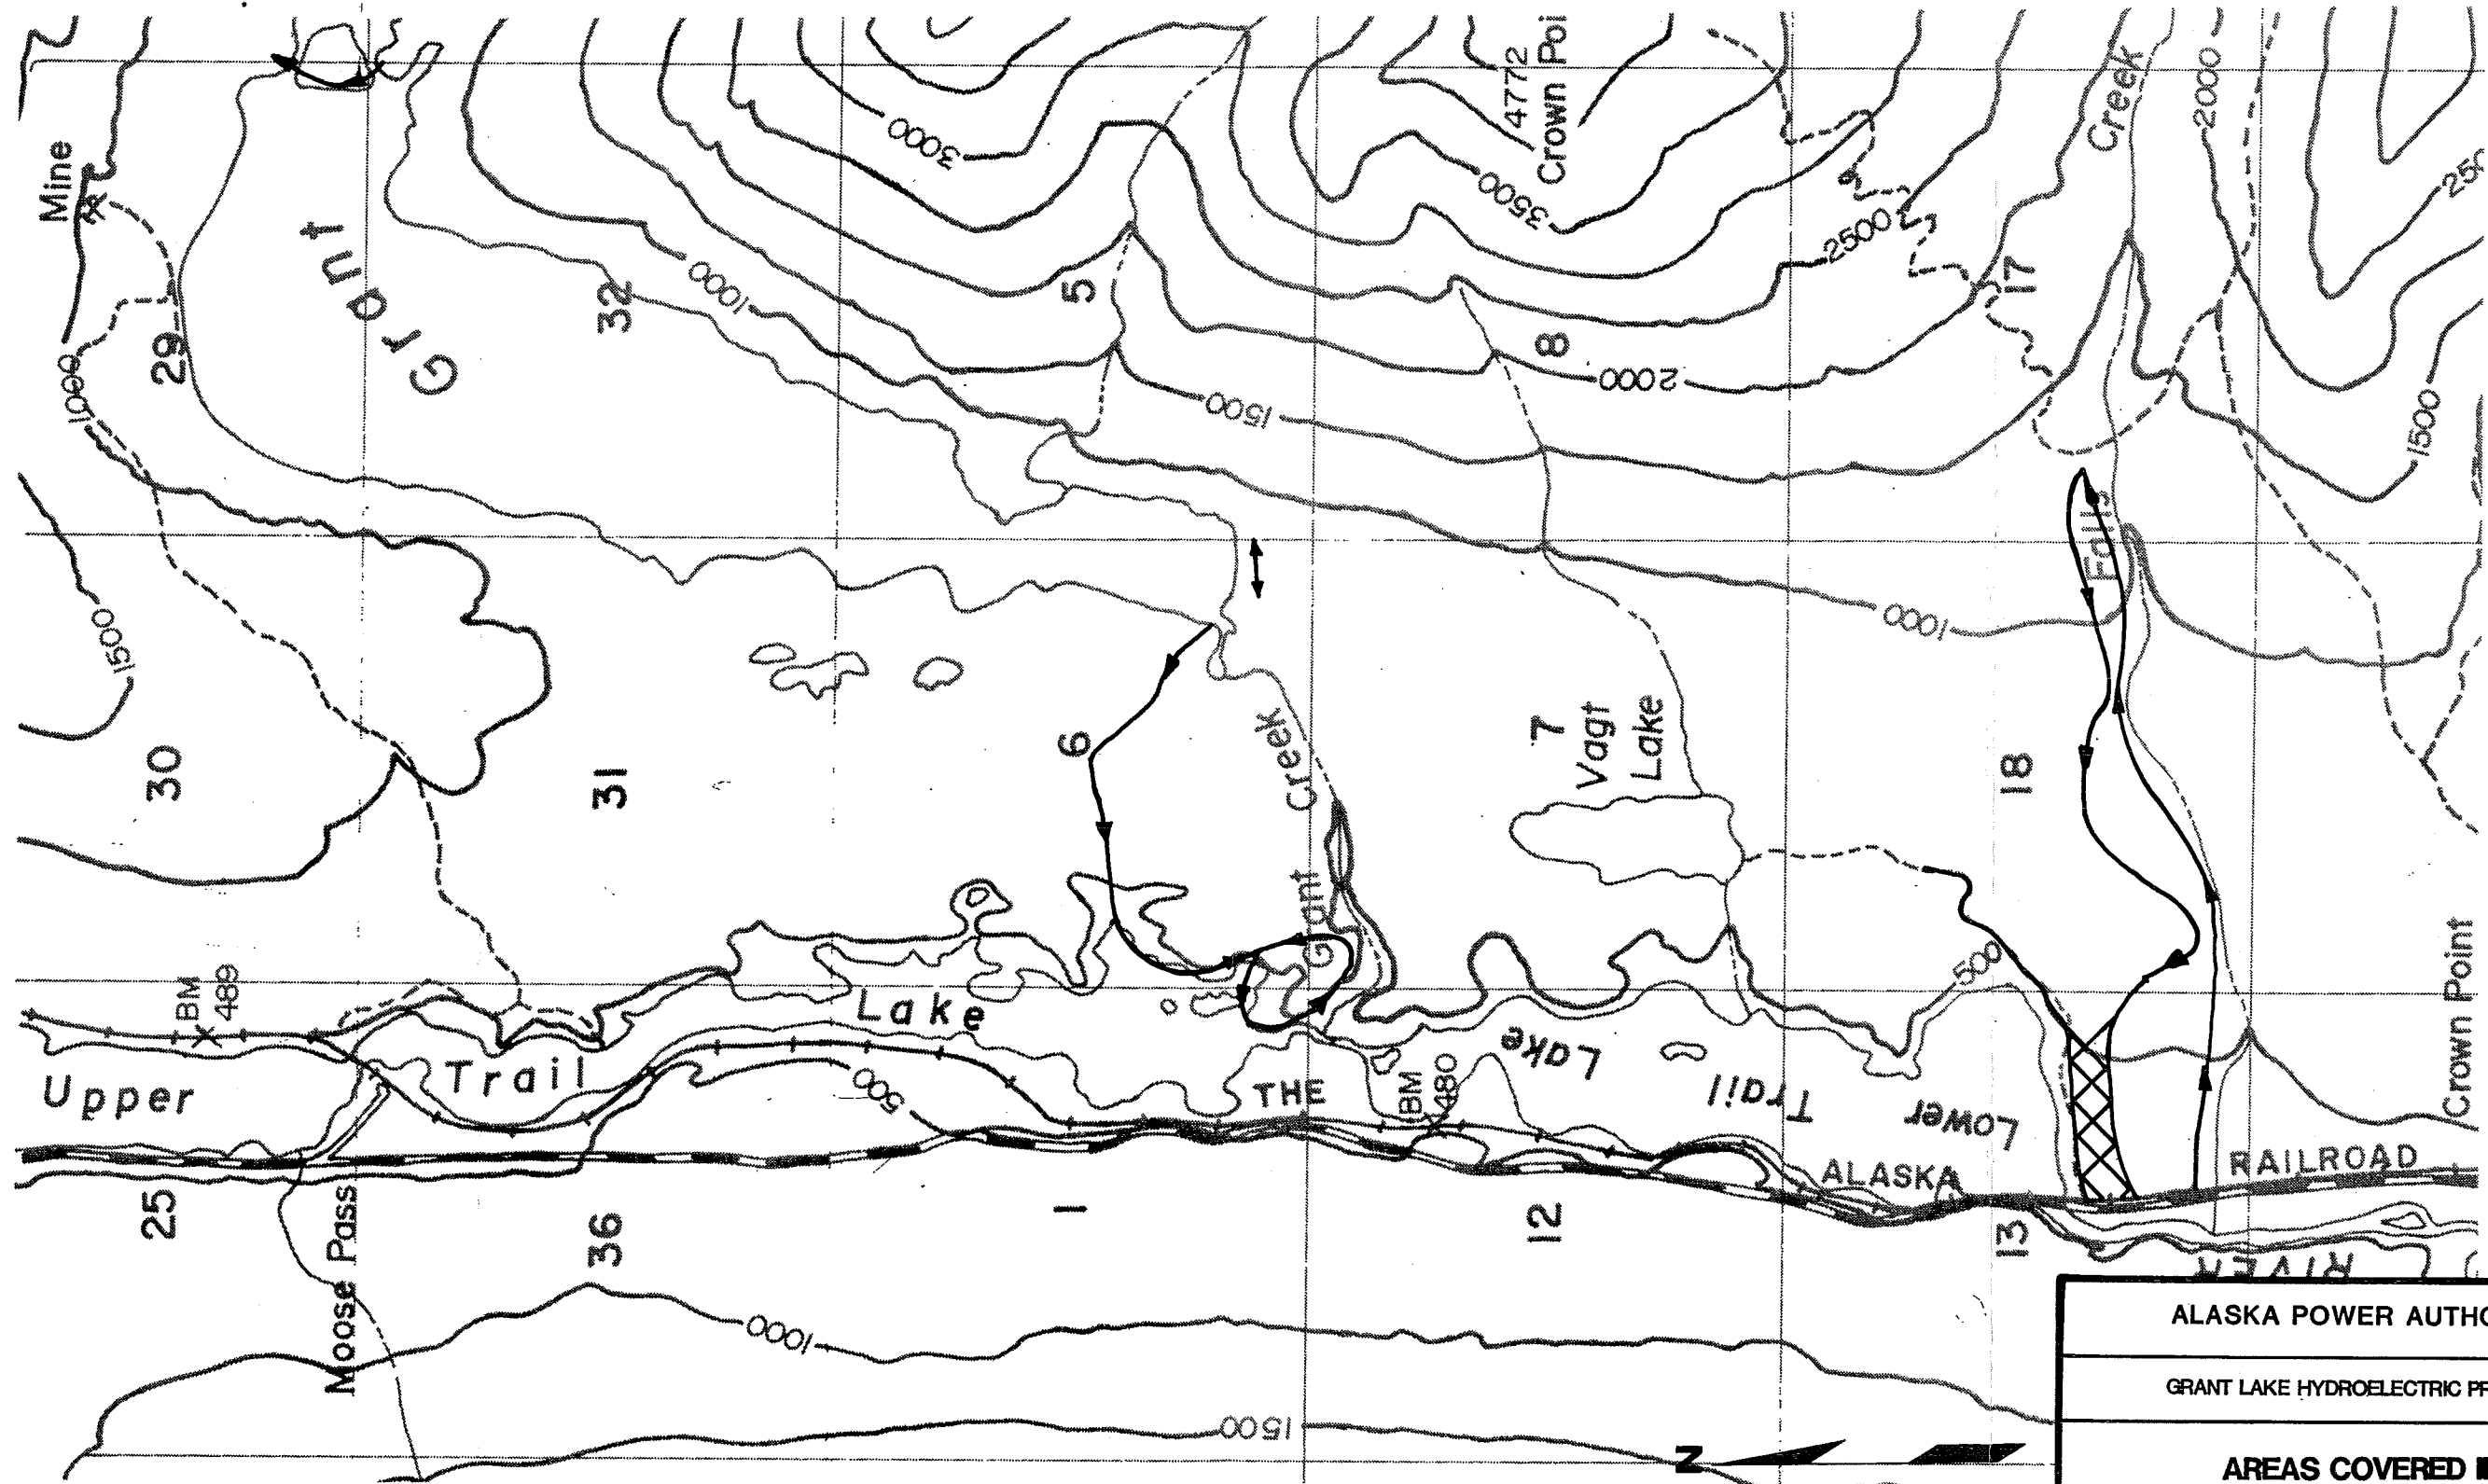 Mine
1000
29
Grant
32
1000
3000
5
1500
4772
Crown Poi
3500
8
2000
2500
17
Creek
2000
250
1500
Falls
1000
1500
30
31
6
Creek
Grant
7
Vagt
Lake
18
500
Crown Point
BM
489
Upper
Trail
Lake
500
THE
BM
480
Lower
Trail
Lake
ALASKA
RAILROAD
RIVER
25
Moose Pass
36
1
12
13
1000
1500
N
ALASKA POWER AUTHO
GRANT LAKE HYDROELECTRIC PR
AREAS COVERED